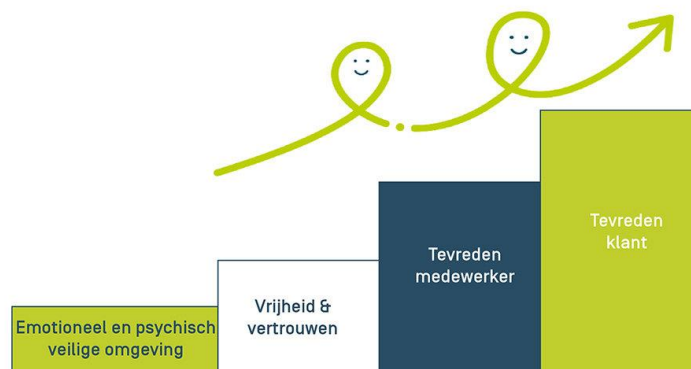 Emotioneel en psychisch
veilige omgeving
Vrijheid &
vertrouwen
Tevreden
medewerker
Tevreden
klant